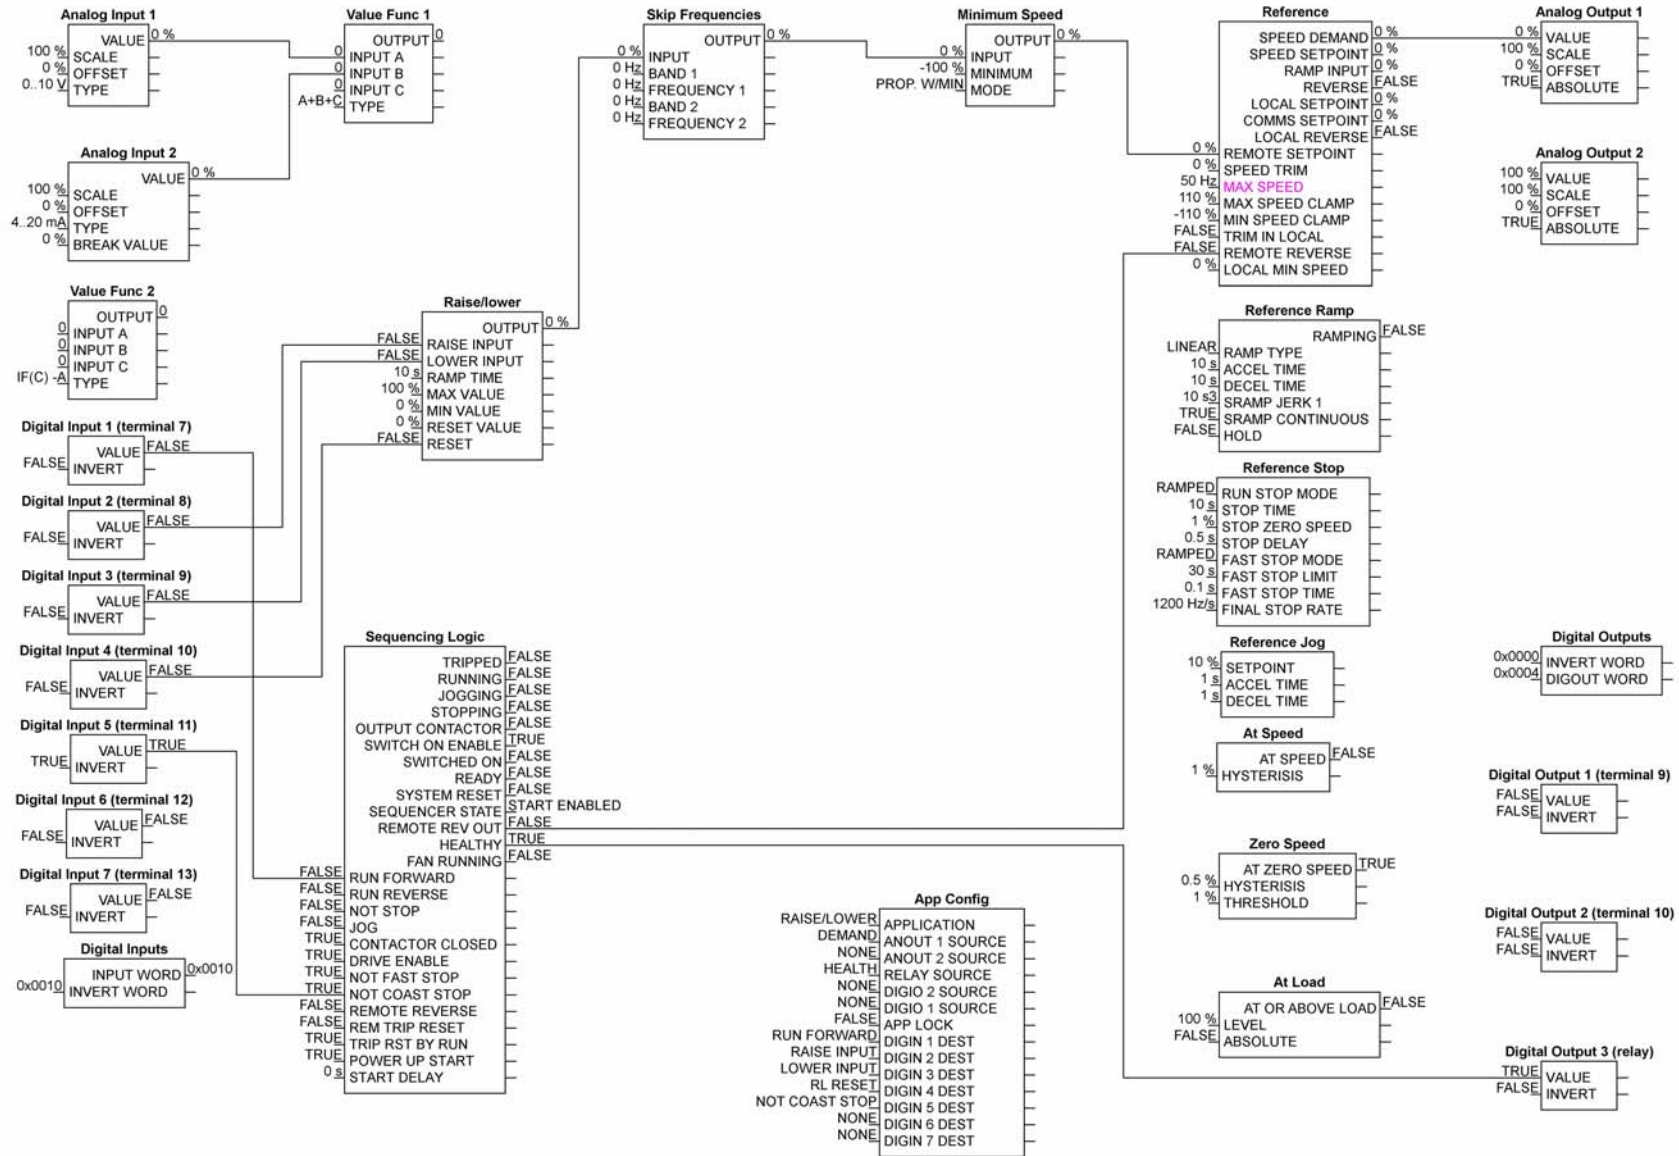 Analog Input 1
VALUE 0 %
100 % SCALE
0 % OFFSET
0..10 V TYPE
Value Func 1
OUTPUT 0
0 INPUT A
0 INPUT B
0 INPUT C
A+B+C TYPE
Skip Frequencies
OUTPUT 0 %
0 % INPUT
0 Hz BAND 1
0 Hz FREQUENCY 1
0 Hz BAND 2
0 Hz FREQUENCY 2
Minimum Speed
OUTPUT 0 %
0 % INPUT
-100 % MINIMUM
PROP. W/MIN MODE
Reference
SPEED DEMAND 0 %
SPEED SETPOINT 0 %
RAMP INPUT 0 %
REVERSE FALSE
LOCAL SETPOINT 0 %
COMMS SETPOINT 0 %
LOCAL REVERSE FALSE
0 % REMOTE SETPOINT
0 % SPEED TRIM
50 Hz MAX SPEED
110 % MAX SPEED CLAMP
-110 % MIN SPEED CLAMP
FALSE TRIM IN LOCAL
FALSE REMOTE REVERSE
0 % LOCAL MIN SPEED
Analog Output 1
0 % VALUE
100 % SCALE
0 % OFFSET
TRUE ABSOLUTE
Analog Input 2
VALUE 0 %
100 % SCALE
0 % OFFSET
4..20 mA TYPE
0 % BREAK VALUE
Analog Output 2
100 % VALUE
100 % SCALE
0 % OFFSET
TRUE ABSOLUTE
Value Func 2
OUTPUT 0
0 INPUT A
0 INPUT B
0 INPUT C
IF(C) -A TYPE
Raise/lower
OUTPUT 0 %
FALSE RAISE INPUT
FALSE LOWER INPUT
10 s RAMP TIME
100 % MAX VALUE
0 % MIN VALUE
0 % RESET VALUE
FALSE RESET
Reference Ramp
RAMPING FALSE
LINEAR RAMP TYPE
10 s ACCEL TIME
10 s DECEL TIME
10 s3 SRAMP JERK 1
TRUE SRAMP CONTINUOUS
FALSE HOLD
Digital Input 1 (terminal 7)
VALUE FALSE
FALSE INVERT
Digital Input 2 (terminal 8)
VALUE FALSE
FALSE INVERT
Digital Input 3 (terminal 9)
VALUE FALSE
FALSE INVERT
Digital Input 4 (terminal 10)
VALUE FALSE
FALSE INVERT
Digital Input 5 (terminal 11)
VALUE TRUE
TRUE INVERT
Digital Input 6 (terminal 12)
VALUE FALSE
FALSE INVERT
Digital Input 7 (terminal 13)
VALUE FALSE
FALSE INVERT
Digital Inputs
INPUT WORD 0x0010
0x0010 INVERT WORD
Sequencing Logic
TRIPPED FALSE
RUNNING FALSE
JOGGING FALSE
STOPPING FALSE
OUTPUT CONTACTOR FALSE
SWITCH ON ENABLE TRUE
SWITCHED ON FALSE
READY FALSE
SYSTEM RESET FALSE
SEQUENCER STATE START ENABLED
REMOTE REV OUT FALSE
HEALTHY TRUE
FAN RUNNING FALSE
FALSE RUN FORWARD
FALSE RUN REVERSE
FALSE NOT STOP
FALSE JOG
TRUE CONTACTOR CLOSED
TRUE DRIVE ENABLE
TRUE NOT FAST STOP
TRUE NOT COAST STOP
FALSE REMOTE REVERSE
FALSE REM TRIP RESET
TRUE TRIP RST BY RUN
TRUE POWER UP START
0 s START DELAY
App Config
RAISE/LOWER APPLICATION
DEMAND ANOUT 1 SOURCE
NONE ANOUT 2 SOURCE
HEALTH RELAY SOURCE
NONE DIGIO 2 SOURCE
NONE DIGIO 1 SOURCE
FALSE APP LOCK
RUN FORWARD DIGIN 1 DEST
RAISE INPUT DIGIN 2 DEST
LOWER INPUT DIGIN 3 DEST
RL RESET DIGIN 4 DEST
NOT COAST STOP DIGIN 5 DEST
NONE DIGIN 6 DEST
NONE DIGIN 7 DEST
Reference Stop
RAMPED RUN STOP MODE
10 s STOP TIME
1 % STOP ZERO SPEED
0.5 s STOP DELAY
RAMPED FAST STOP MODE
30 s FAST STOP LIMIT
0.1 s FAST STOP TIME
1200 Hz/s FINAL STOP RATE
Reference Jog
10 % SETPOINT
1 s ACCEL TIME
1 s DECEL TIME
At Speed
AT SPEED FALSE
1 % HYSTERISIS
Zero Speed
AT ZERO SPEED TRUE
0.5 % HYSTERISIS
1 % THRESHOLD
At Load
AT OR ABOVE LOAD FALSE
100 % LEVEL
FALSE ABSOLUTE
Digital Outputs
0x0000 INVERT WORD
0x0004 DIGOUT WORD
Digital Output 1 (terminal 9)
FALSE VALUE
FALSE INVERT
Digital Output 2 (terminal 10)
FALSE VALUE
FALSE INVERT
Digital Output 3 (relay)
TRUE VALUE
FALSE INVERT